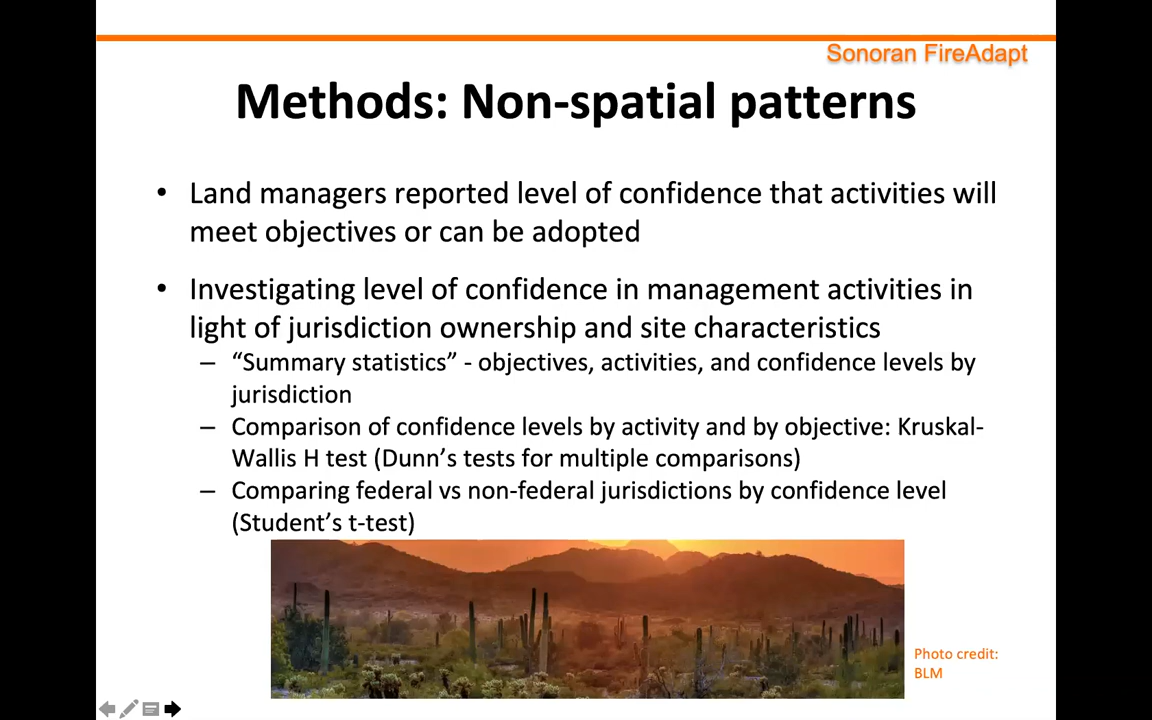 Sonoran FireAdapt
Methods: Non-spatial patterns
• Land managers reported level of confidence that activities will
meet objectives or can be adopted
• Investigating level of confidence in management activities in
light of jurisdiction ownership and site characteristics
– “Summary statistics” - objectives, activities, and confidence levels by
jurisdiction
– Comparison of confidence levels by activity and by objective: Kruskal-
Wallis H test (Dunn’s tests for multiple comparisons)
– Comparing federal vs non-federal jurisdictions by confidence level
(Student’s t-test)
Photo credit:
BLM